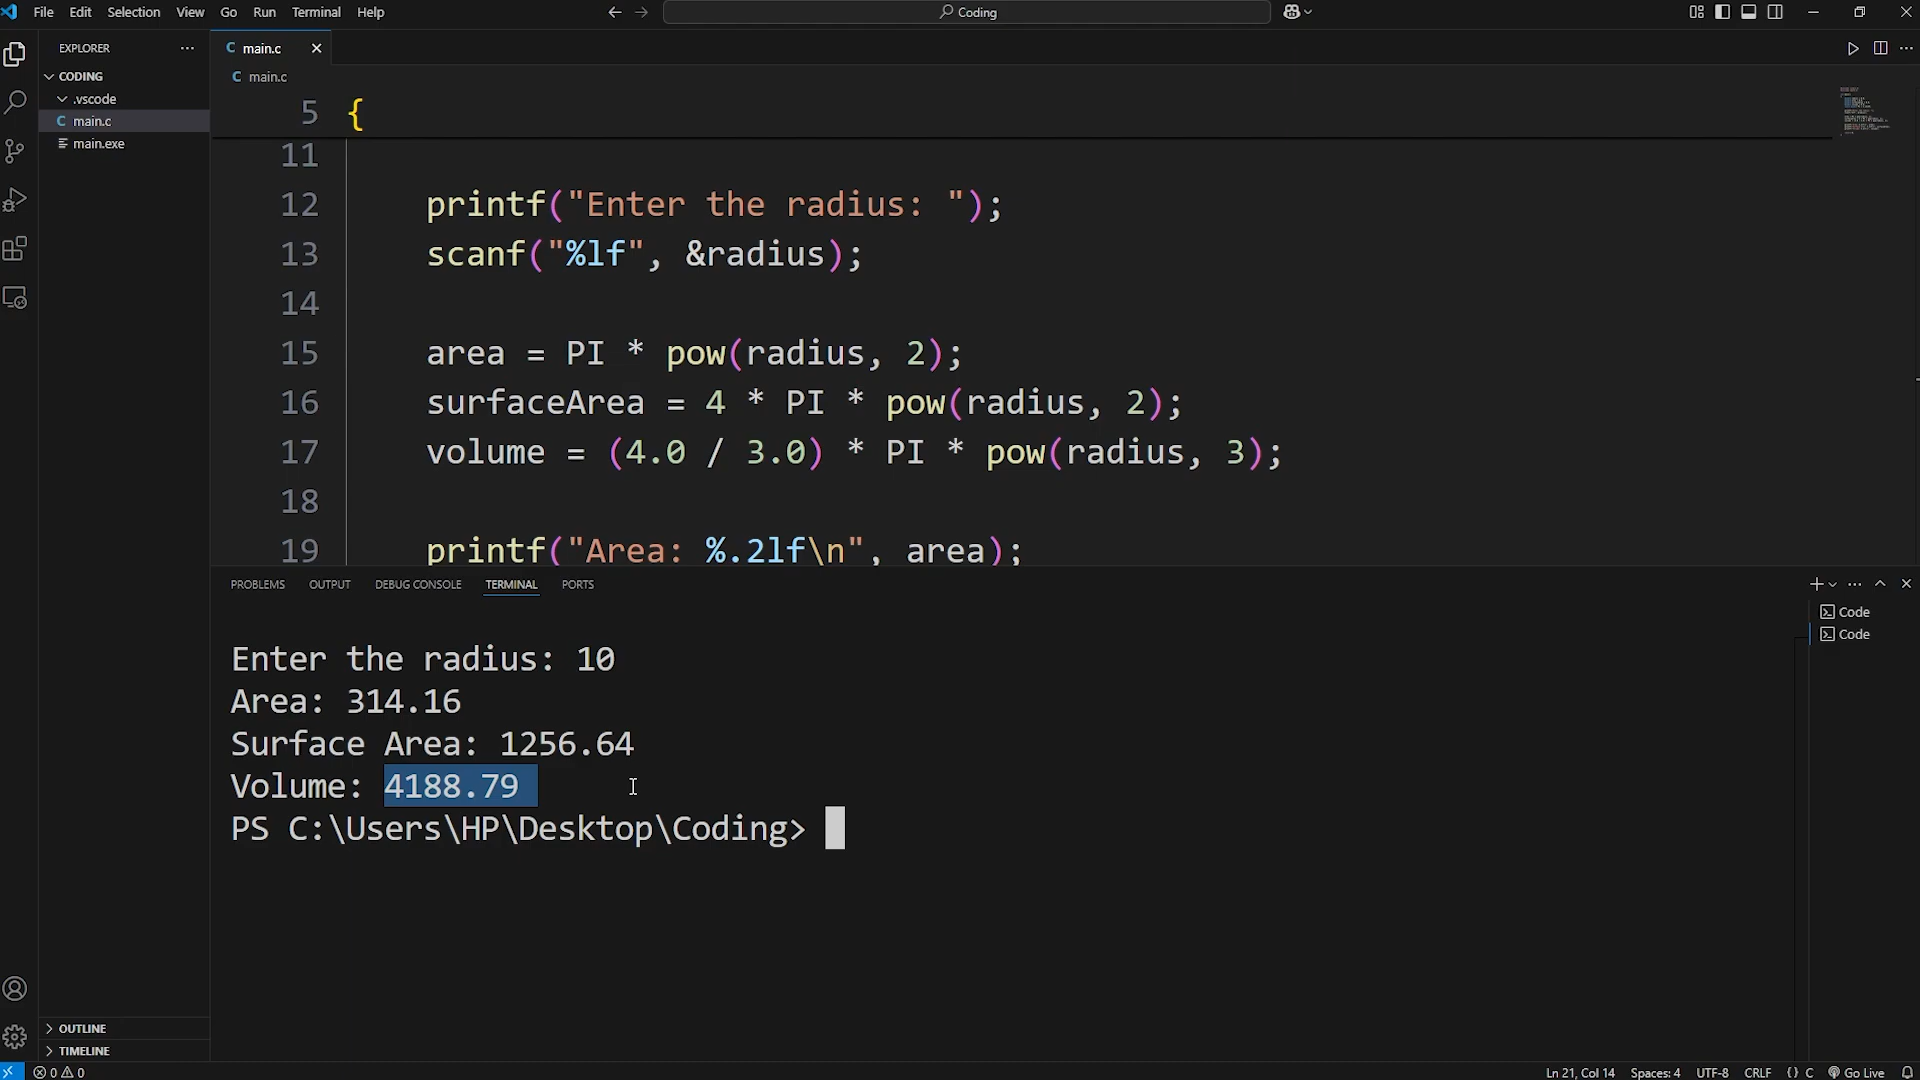 File Edit Selection View Go Run Terminal Help
Coding
EXPLORER
main.c
CODING
.vscode
C main.c
main.exe
C main.c
C main.c
5 {
11
12 printf("Enter the radius: ");
13 scanf("%lf", &radius);
14
15 area = PI * pow(radius, 2);
16 surfaceArea = 4 * PI * pow(radius, 2);
17 volume = (4.0 / 3.0) * PI * pow(radius, 3);
18
19 printf("Area: %.2lf\n", area);
PROBLEMS OUTPUT DEBUG CONSOLE TERMINAL PORTS
Code
Code
Enter the radius: 10
Area: 314.16
Surface Area: 1256.64
Volume: 4188.79
PS C:\Users\HP\Desktop\Coding>
OUTLINE
TIMELINE
0 0
Ln 21, Col 14 Spaces: 4 UTF-8 CRLF {} C Go Live